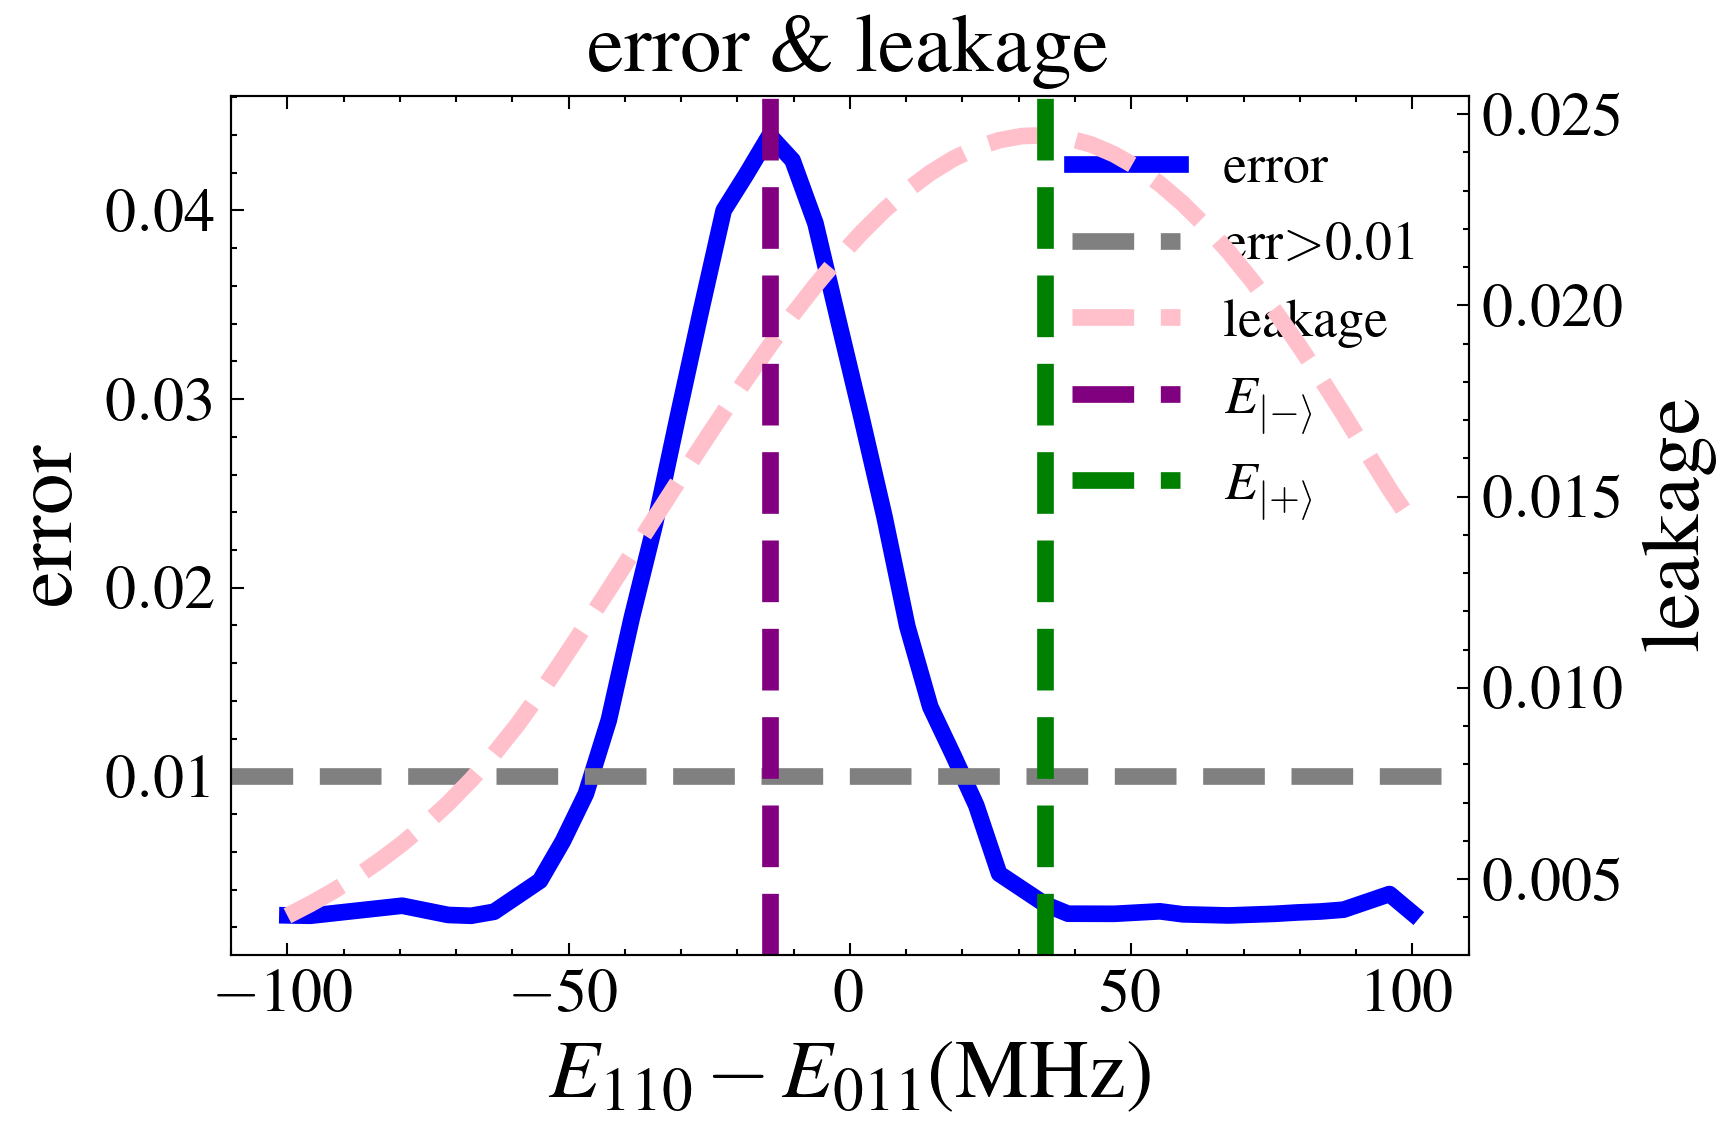 error & leakage
error
0.04
0.03
0.02
0.01
0.025
0.020
0.015
0.010
0.005
leakage
error
err>0.01
leakage
E|−⟩
E|+⟩
−100
−50
0
50
100
E110 − E011(MHz)